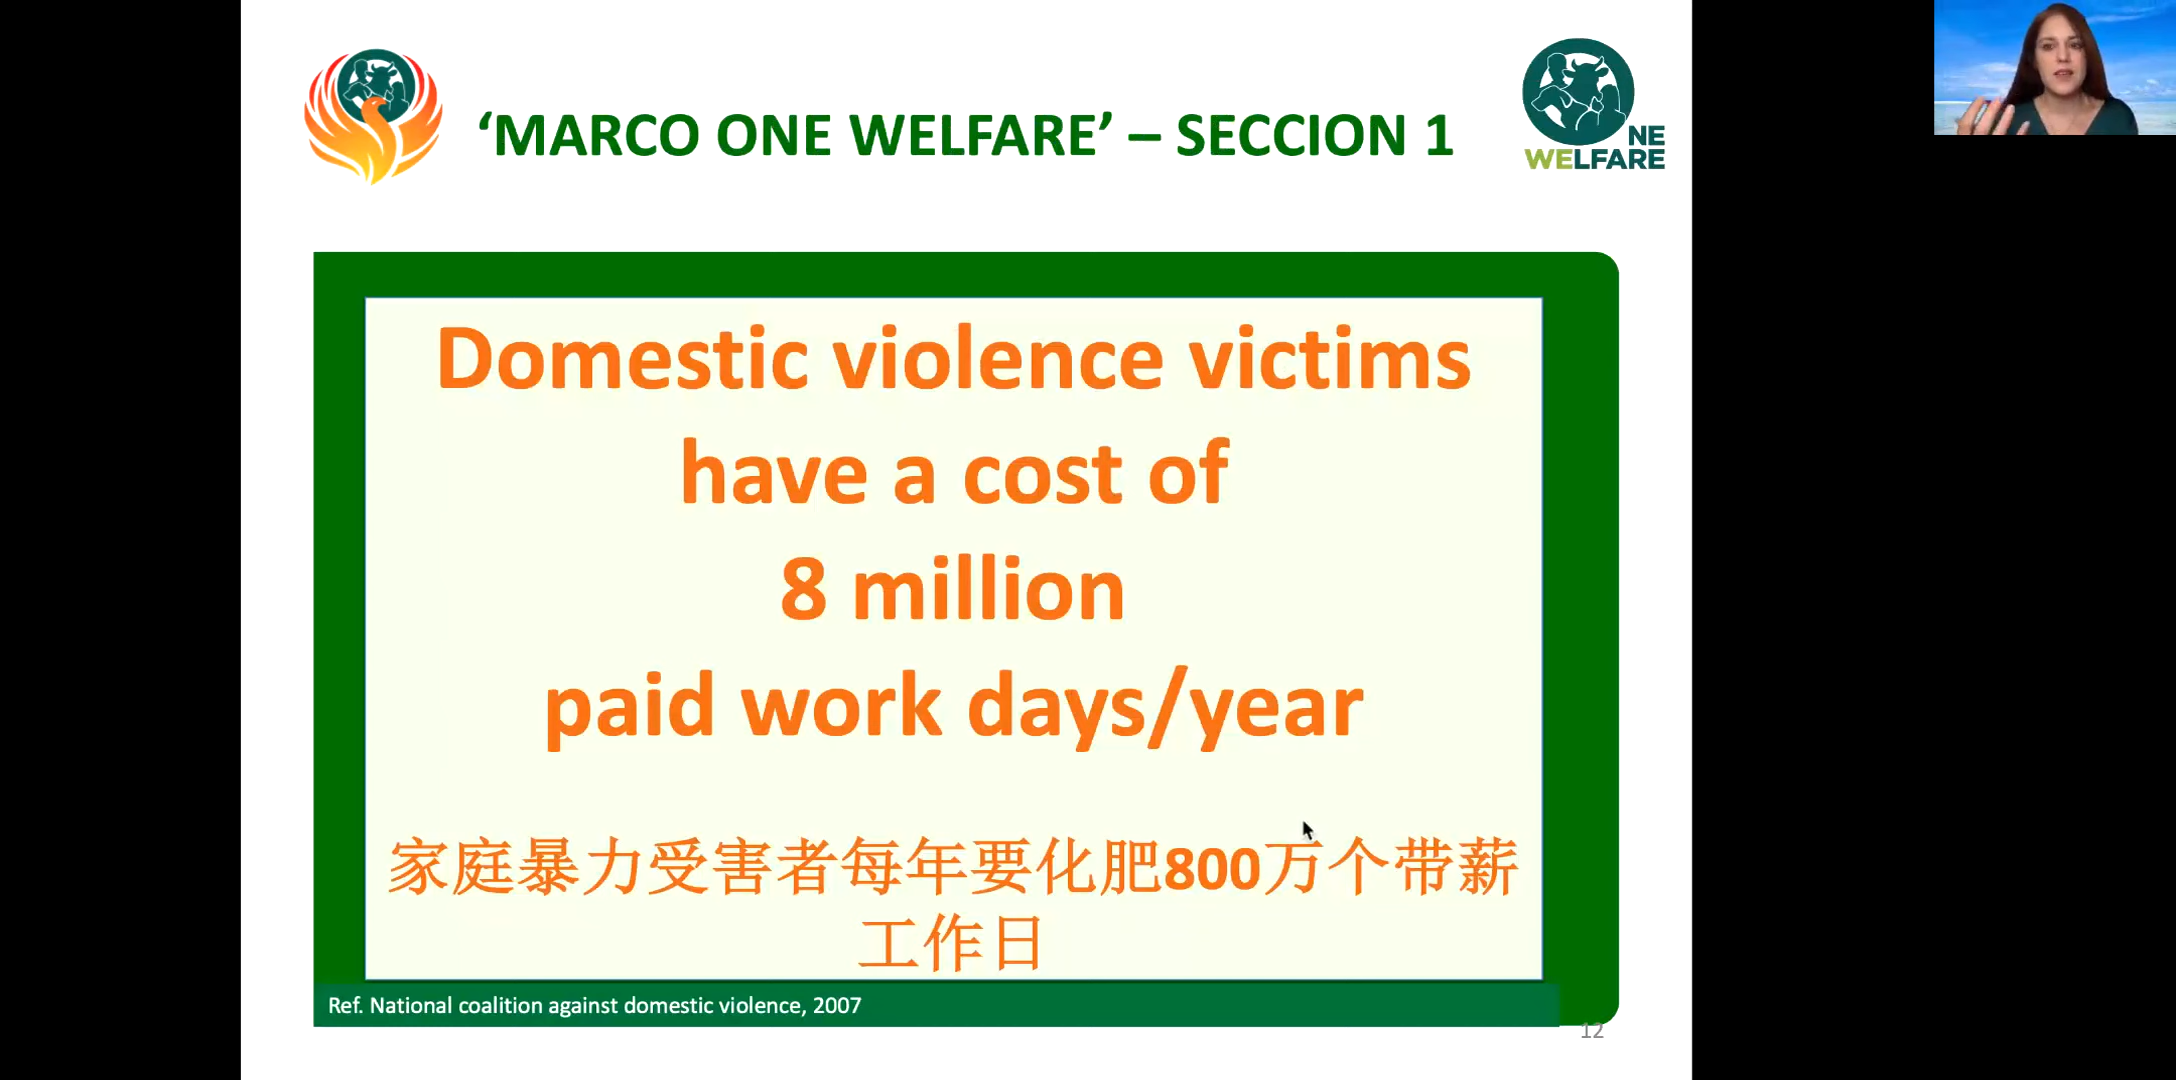 ‘MARCO ONE WELFARE’ – SECCION 1
NE
WELFARE
Domestic violence victims
have a cost of
8 million
paid work days/year
家庭暴力受害者每年要化肥800万个带薪
工作日
Ref. National coalition against domestic violence, 2007
12